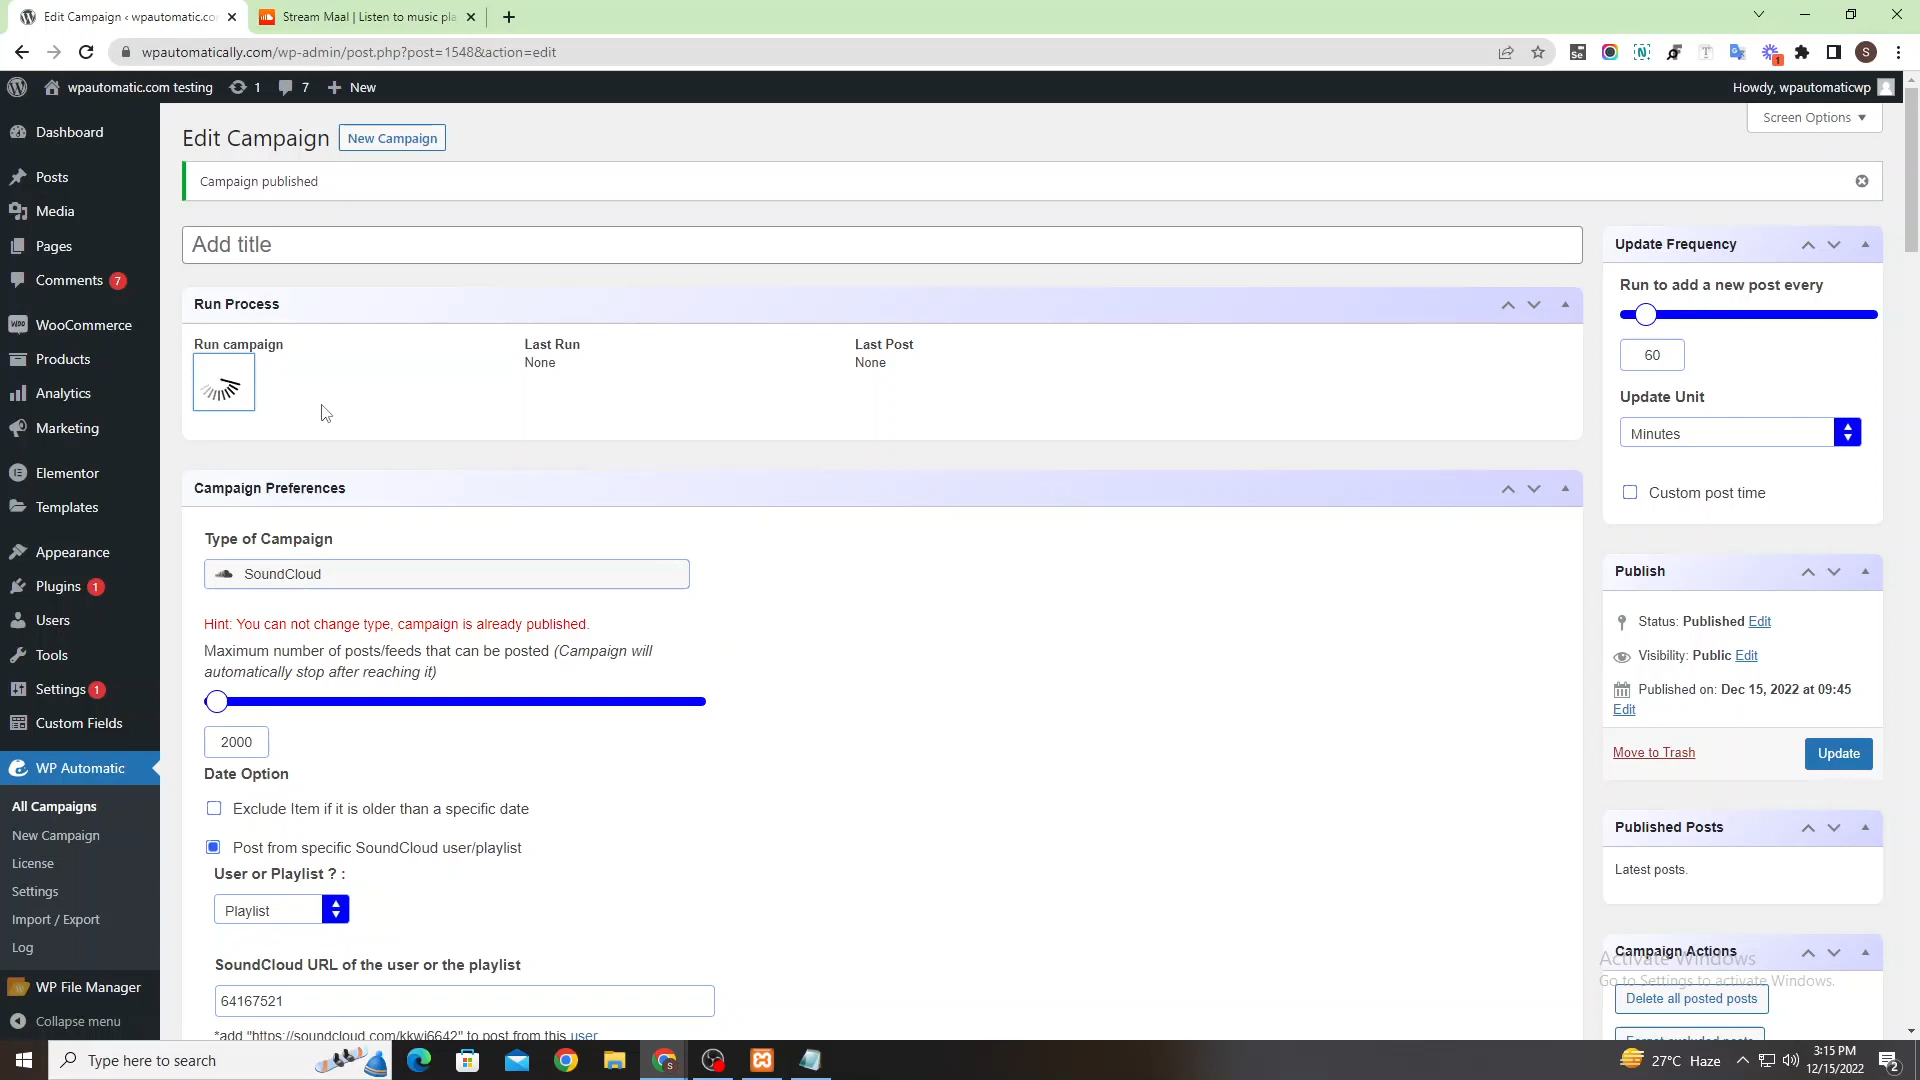 Edit Campaign ‹ wpautomatic.co
Stream Maal | Listen to music pla
wpautomatically.com/wp-admin/post.php?post=1548&action=edit
wpautomatic.com testing
1
7
New
Howdy, wpautomaticwp
Screen Options
Edit Campaign
New Campaign
Campaign published
Add title
Run Process
Run campaign
Last Run
None
Last Post
None
Campaign Preferences
Type of Campaign
SoundCloud
Hint: You can not change type, campaign is already published.
Maximum number of posts/feeds that can be posted (Campaign will
automatically stop after reaching it)
2000
Date Option
Exclude Item if it is older than a specific date
Post from specific SoundCloud user/playlist
User or Playlist ? :
Playlist
SoundCloud URL of the user or the playlist
64167521
*add "https://soundcloud.com/kkwi6642" to post from this user
Dashboard
Posts
Media
Pages
Comments 7
WooCommerce
Products
Analytics
Marketing
Elementor
Templates
Appearance
Plugins 1
Users
Tools
Settings 1
Custom Fields
WP Automatic
All Campaigns
New Campaign
License
Settings
Import / Export
Log
WP File Manager
Collapse menu
Update Frequency
Run to add a new post every
60
Update Unit
Minutes
Custom post time
Publish
Status: Published Edit
Visibility: Public Edit
Published on: Dec 15, 2022 at 09:45
Edit
Move to Trash
Update
Published Posts
Latest posts.
Campaign Actions
Activate Windows
Go to Settings to activate Windows.
Delete all posted posts
Type here to search
27°C Haze
3:15 PM
12/15/2022
2